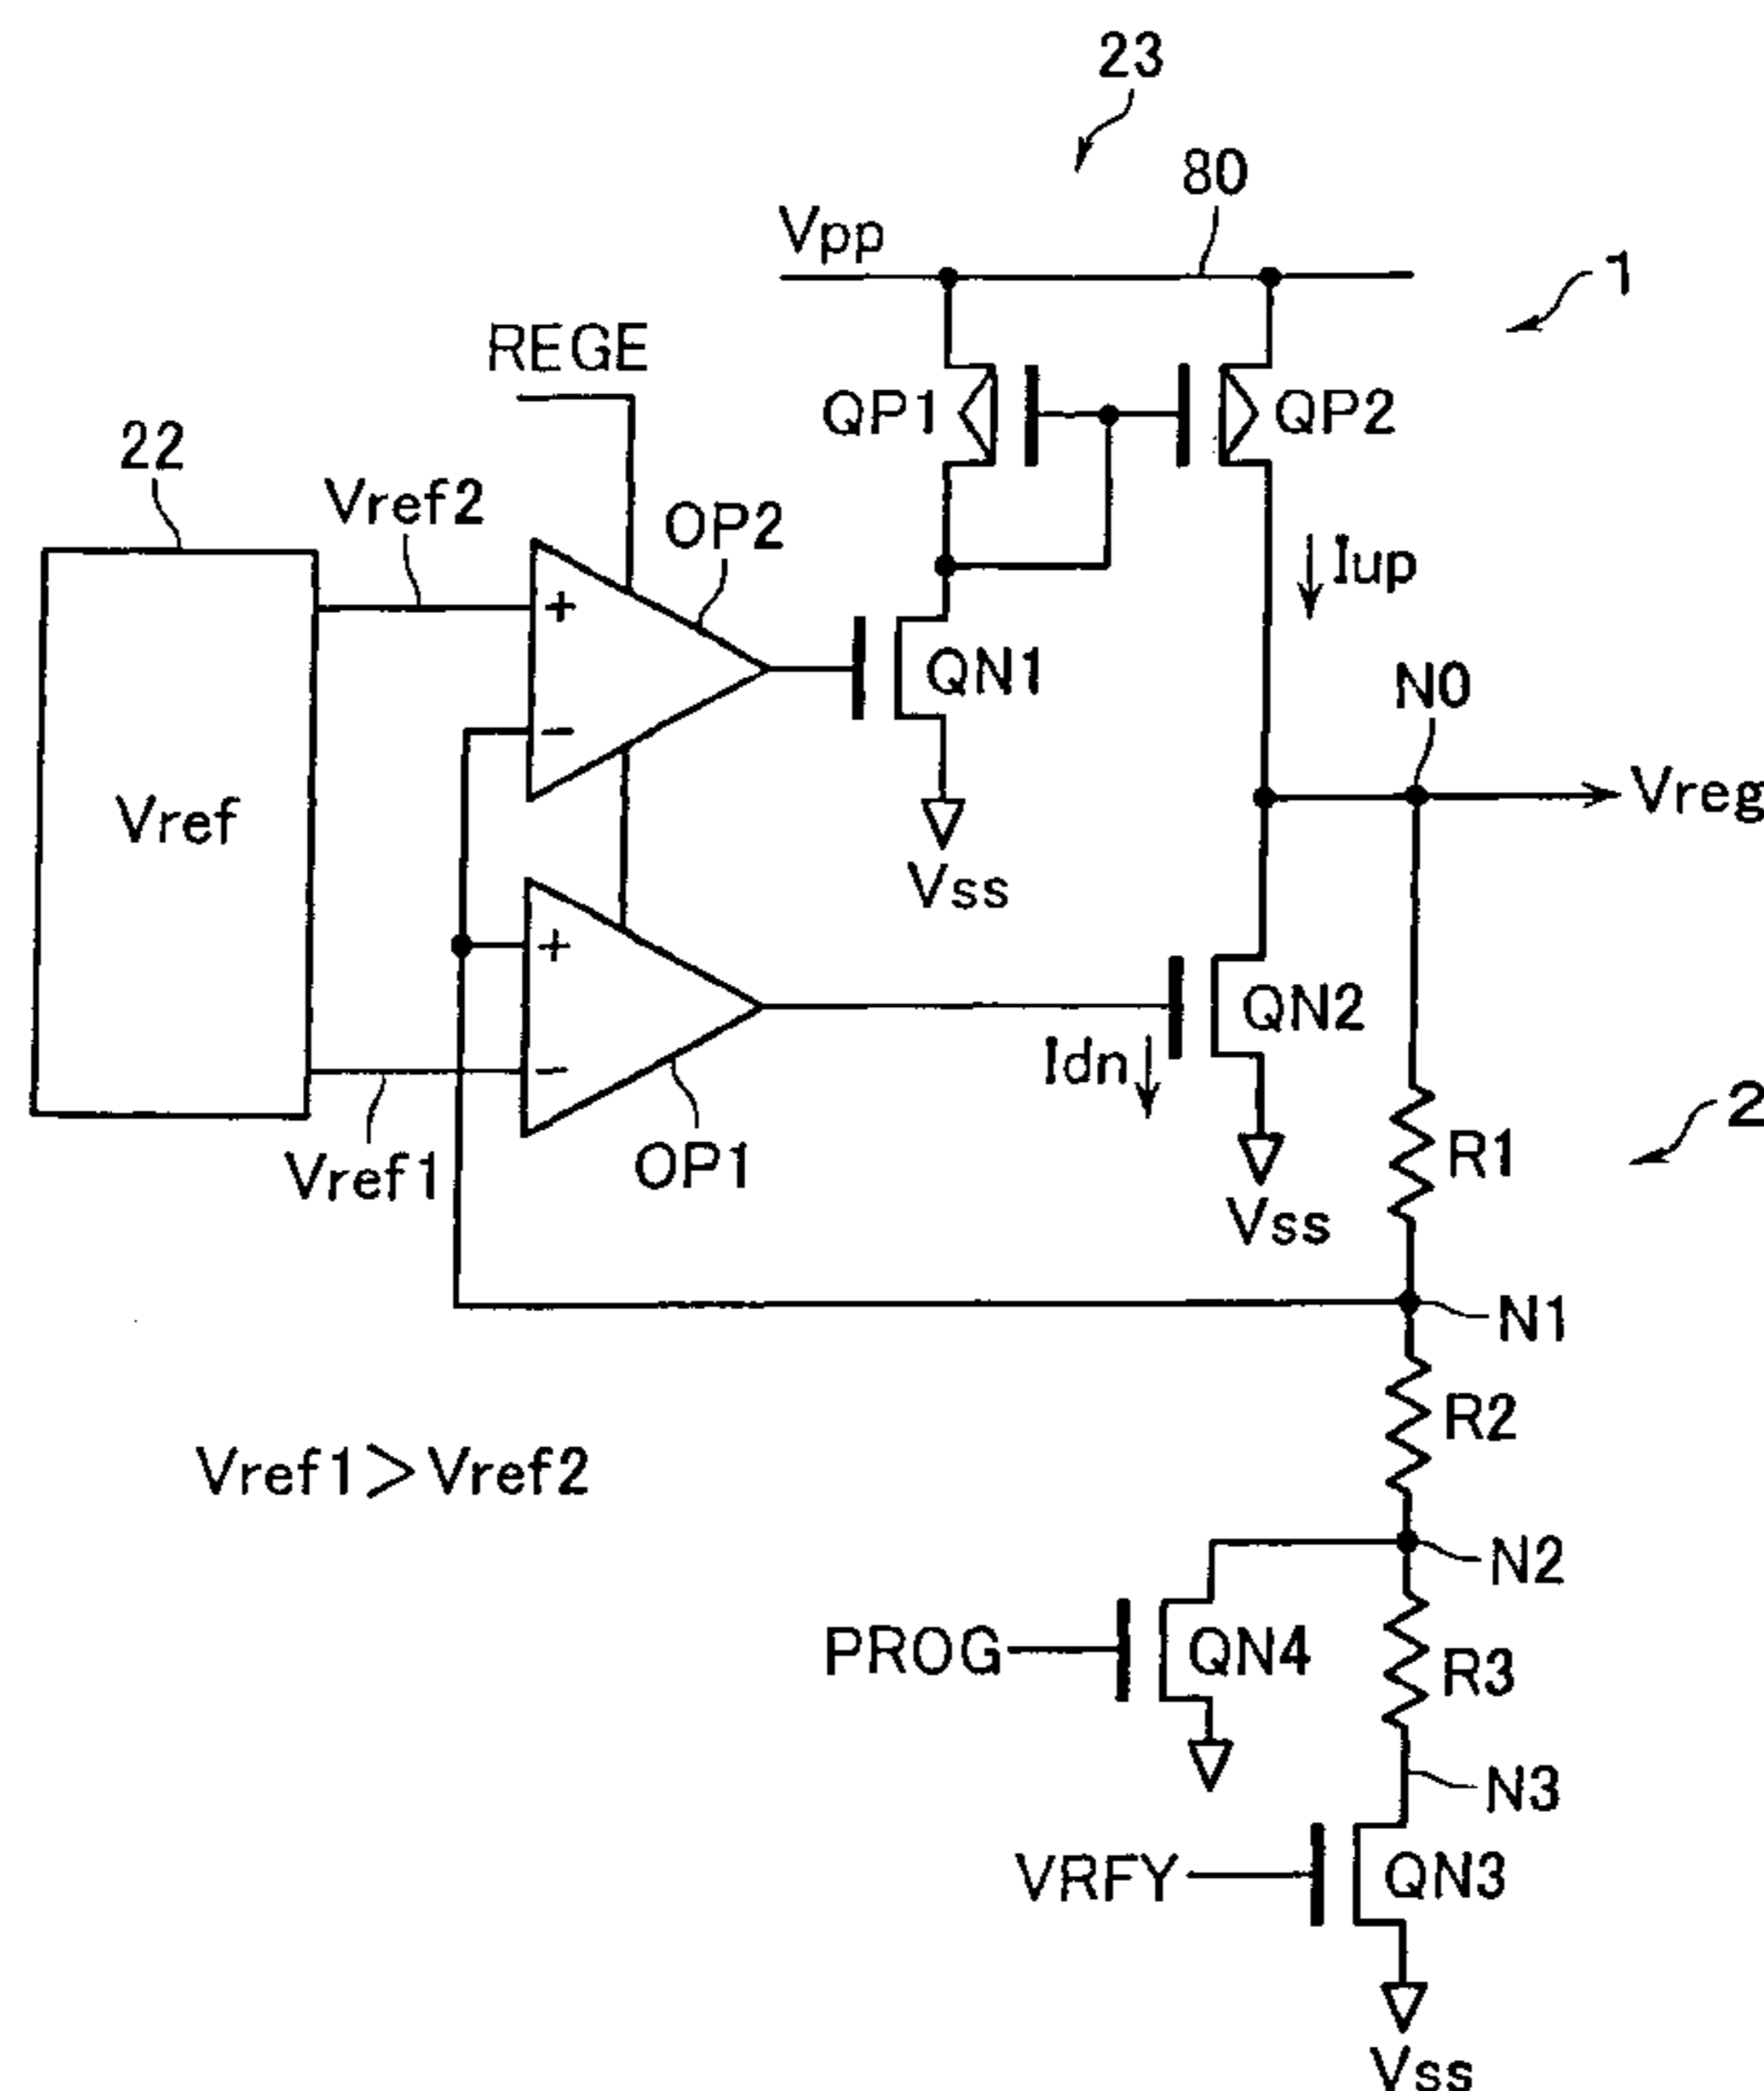 23
80
Vpp
1
REGE
QP1
QP2
22
Vref2
OP2
Iup
+
QN1
N0
−
Vreg
Vref
Vss
+
QN2
Idn
−
2
Vref1
OP1
R1
Vss
N1
R2
Vref1>Vref2
N2
PROG
QN4
R3
N3
VRFY
QN3
Vss